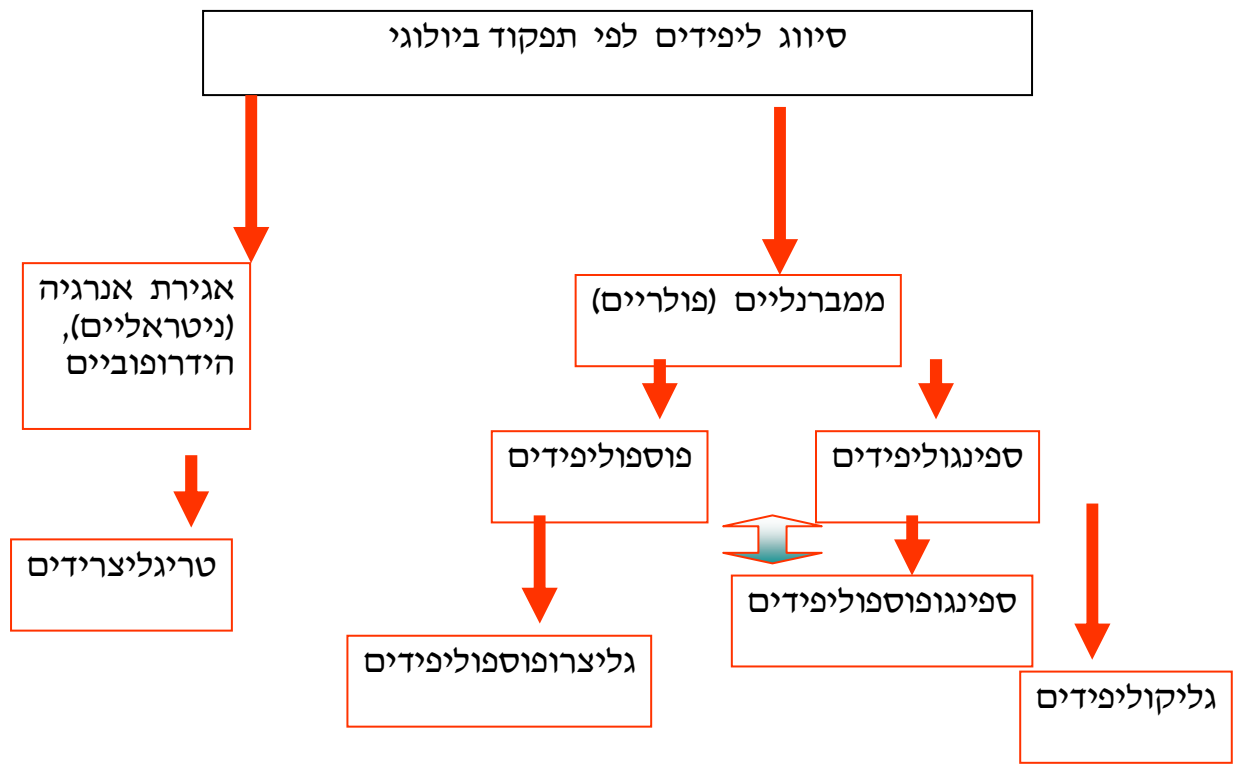 סיווג ליפידים לפי תפקוד ביולוגי
ממברנליים (פולריים)
אגירת אנרגיה
(ניטראליים),
הידרופוביים
ספינגוליפידים
פוספוליפידים
טריגליצרידים
ספינגופוספוליפידים
גליצרופוספוליפידים
גליקוליפידים